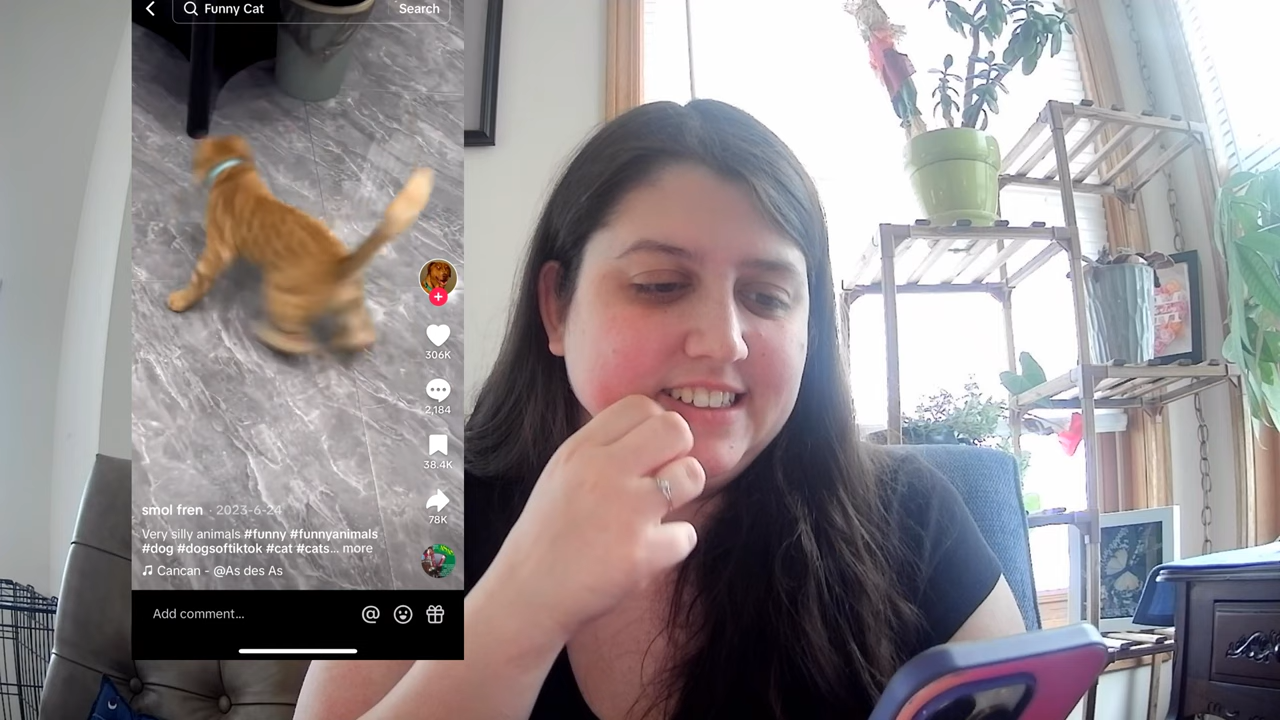 Funny Cat
Search
306K
2,184
38.4K
78K
smol fren · 2023-6-24
Very silly animals #funny #funnyanimals
#dog #dogsoftiktok #cat #cats... more
Cancan - @As des As
Add comment...
@